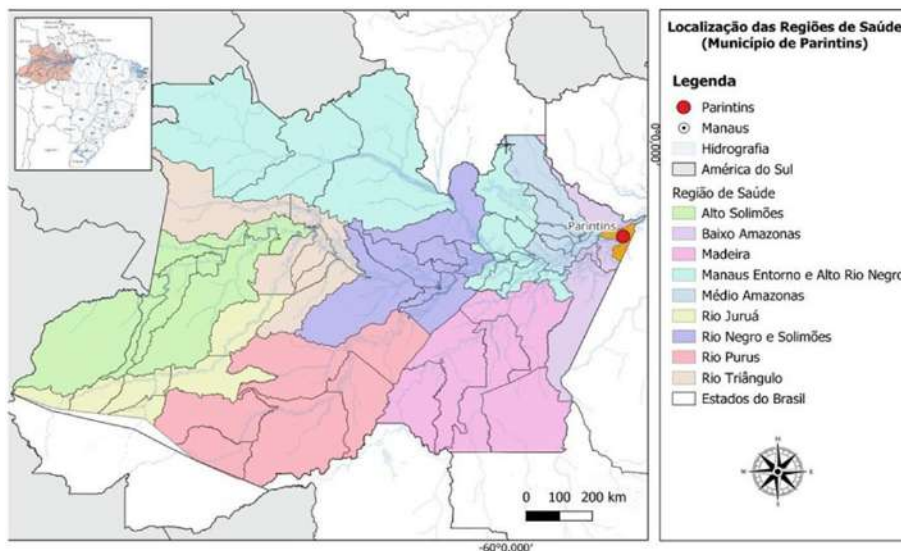 Localização das Regiões de Saúde
(Município de Parintins)
Legenda
Parintins
Manaus
Hidrografia
América do Sul
Região de Saúde
Alto Solimões
Baixo Amazonas
Madeira
Manaus Entorno e Alto Rio Negro
Médio Amazonas
Rio Juruá
Rio Negro e Solimões
Rio Purus
Rio Triângulo
Estados do Brasil
Parintins
0°0,000'
0 100 200 km
-60°0,000'
N
W E
S